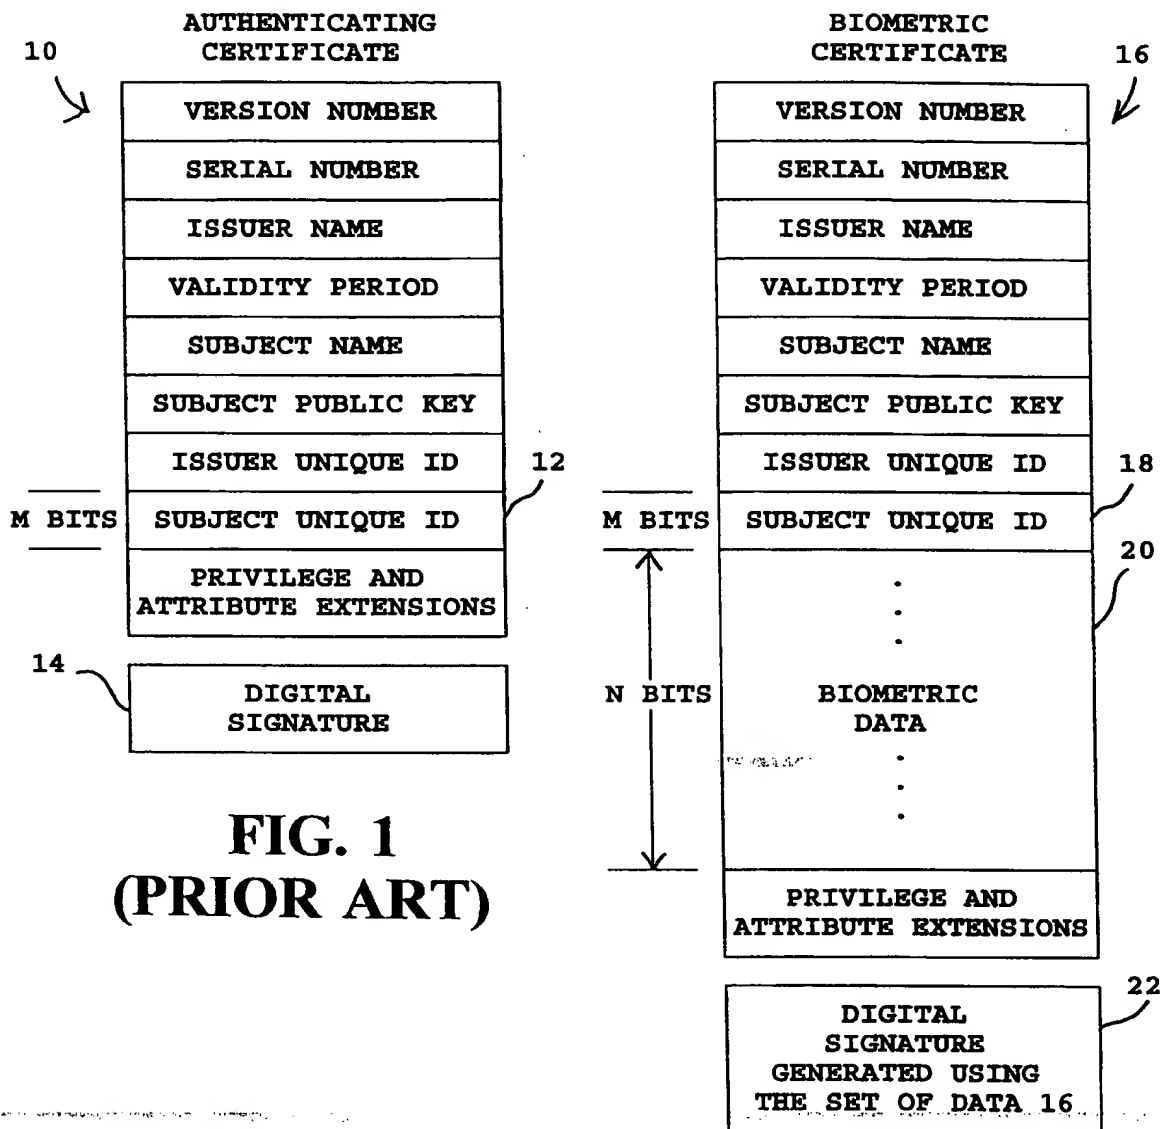 AUTHENTICATING
CERTIFICATE
10
VERSION NUMBER
SERIAL NUMBER
ISSUER NAME
VALIDITY PERIOD
SUBJECT NAME
SUBJECT PUBLIC KEY
ISSUER UNIQUE ID
12
M BITS
SUBJECT UNIQUE ID
PRIVILEGE AND
ATTRIBUTE EXTENSIONS
14
DIGITAL
SIGNATURE
FIG. 1
(PRIOR ART)
BIOMETRIC
CERTIFICATE
16
VERSION NUMBER
SERIAL NUMBER
ISSUER NAME
VALIDITY PERIOD
SUBJECT NAME
SUBJECT PUBLIC KEY
ISSUER UNIQUE ID
18
M BITS
SUBJECT UNIQUE ID
20
N BITS
BIOMETRIC
DATA
PRIVILEGE AND
ATTRIBUTE EXTENSIONS
22
DIGITAL
SIGNATURE
GENERATED USING
THE SET OF DATA 16